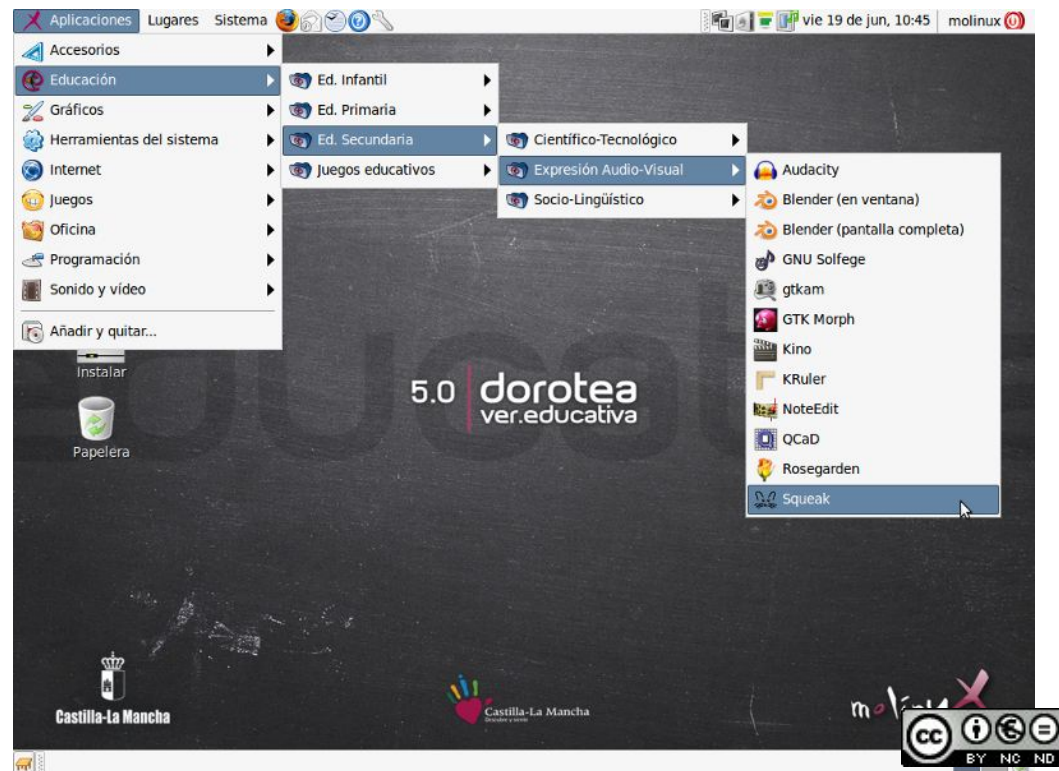 Aplicaciones Lugares Sistema vie 19 de jun, 10:45 molinux
Accesorios
Educación
Gráficos
Herramientas del sistema
Internet
Juegos
Oficina
Programación
Sonido y vídeo
Añadir y quitar...
Ed. Infantil
Ed. Primaria
Ed. Secundaria
Juegos educativos
Científico-Tecnológico
Expresión Audio-Visual
Socio-Lingüístico
Audacity
Blender (en ventana)
Blender (pantalla completa)
GNU Solfege
gtkam
GTK Morph
Kino
KRuler
NoteEdit
QCaD
Rosegarden
Squeak
Instalar
Papelera
5.0 dorotea
ver.educativa
Castilla-La Mancha
Castilla-La Mancha
Descubre y siente
cc
BY NC ND